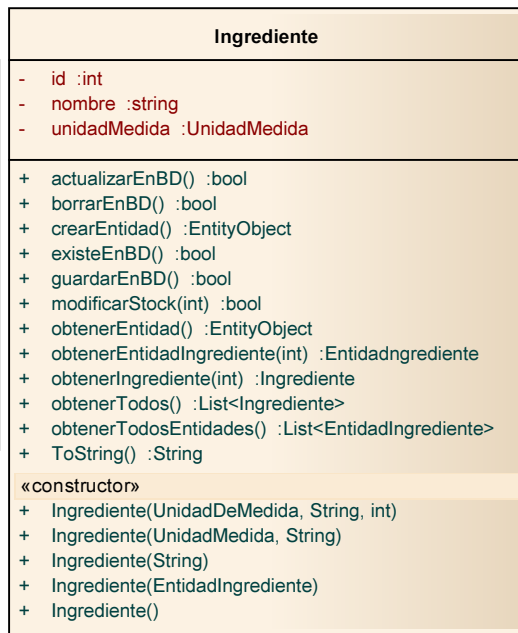 Ingrediente
- id :int
- nombre :string
- unidadMedida :UnidadMedida
+ actualizarEnBD() :bool
+ borrarEnBD() :bool
+ crearEntidad() :EntityObject
+ existeEnBD() :bool
+ guardarEnBD() :bool
+ modificarStock(int) :bool
+ obtenerEntidad() :EntityObject
+ obtenerEntidadIngrediente(int) :Entidadngrediente
+ obtenerIngrediente(int) :Ingrediente
+ obtenerTodos() :List<Ingrediente>
+ obtenerTodosEntidades() :List<EntidadIngrediente>
+ ToString() :String
«constructor»
+ Ingrediente(UnidadDeMedida, String, int)
+ Ingrediente(UnidadMedida, String)
+ Ingrediente(String)
+ Ingrediente(EntidadIngrediente)
+ Ingrediente()